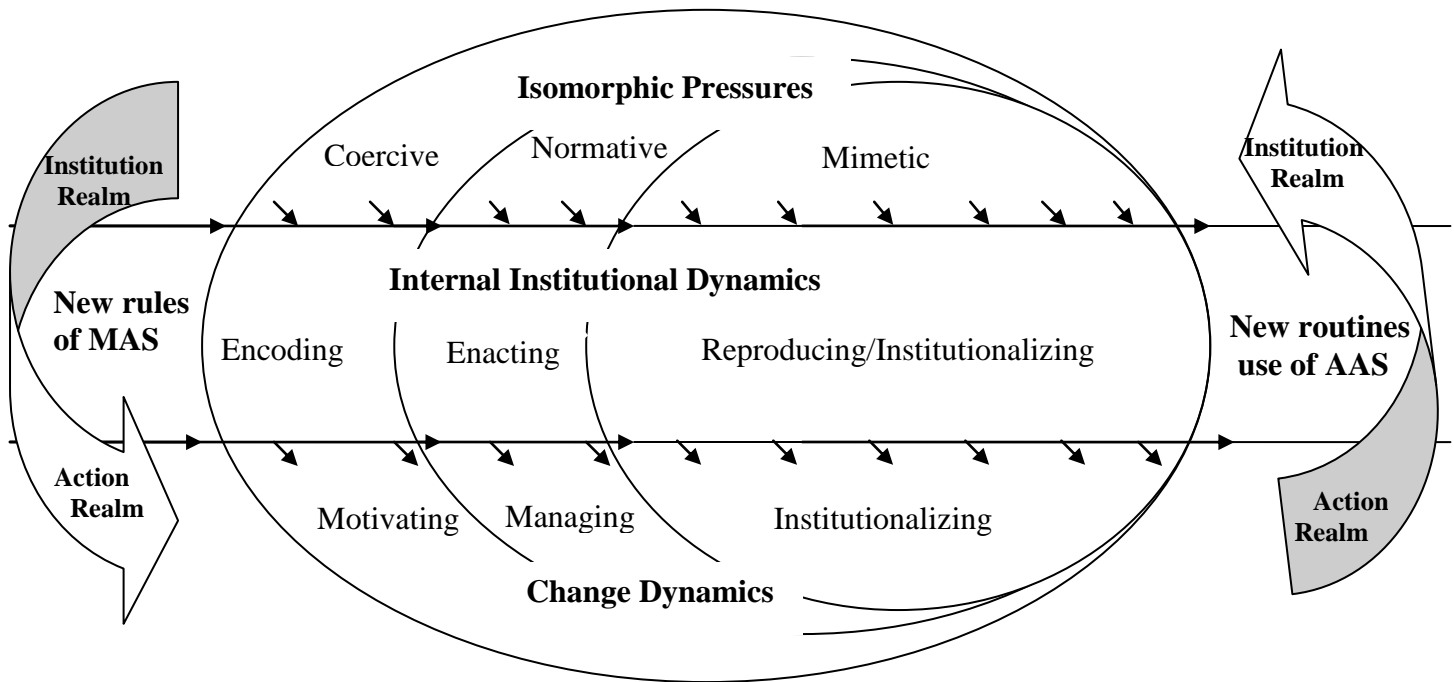 Isomorphic Pressures
Coercive
Normative
Mimetic
Institution
Realm
Institution
Realm
Internal Institutional Dynamics
New rules
of MAS
Encoding
Enacting
Reproducing/Institutionalizing
New routines
use of AAS
Action
Realm
Motivating
Managing
Institutionalizing
Action
Realm
Change Dynamics